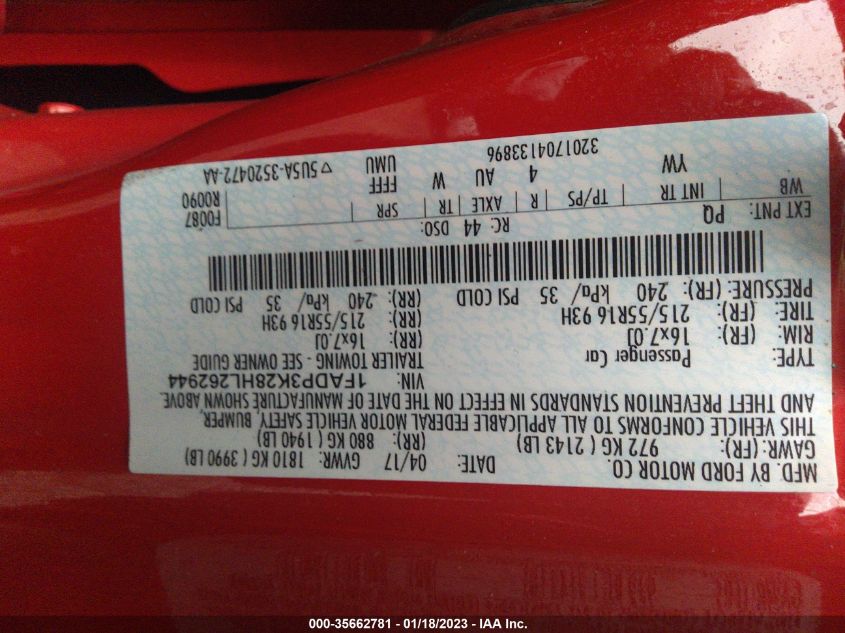 MFD. BY FORD MOTOR CO.
DATE: 04/17 GVWR: 1810 KG ( 3990 LB)
GAWR: (FR): 972 KG ( 2143 LB) (RR): 880 KG ( 1940 LB)
THIS VEHICLE CONFORMS TO ALL APPLICABLE FEDERAL MOTOR VEHICLE SAFETY, BUMPER,
AND THEFT PREVENTION STANDARDS IN EFFECT ON THE DATE OF MANUFACTURE SHOWN ABOVE.
VIN: 1FADP3K28HL262944
TYPE: Passenger Car TRAILER TOWING - SEE OWNER GUIDE
RIM: (FR): 16x7.0J (RR): 16x7.0J
TIRE: (FR): 215/55R16 93H (RR): 215/55R16 93H
PRESSURE: (FR): 240 kPa/ 35 PSI COLD (RR): 240 kPa/ 35 PSI COLD
EXT PNT: PQ RC: 44 DSO: F0087
R0090
WB INT TR TP/PS R AXLE TR SPR
YW 4 AU W FFFF
UMU
3201704133896 ▽ 5U5A-3520472-AA
000-35662781 - 01/18/2023 - IAA Inc.